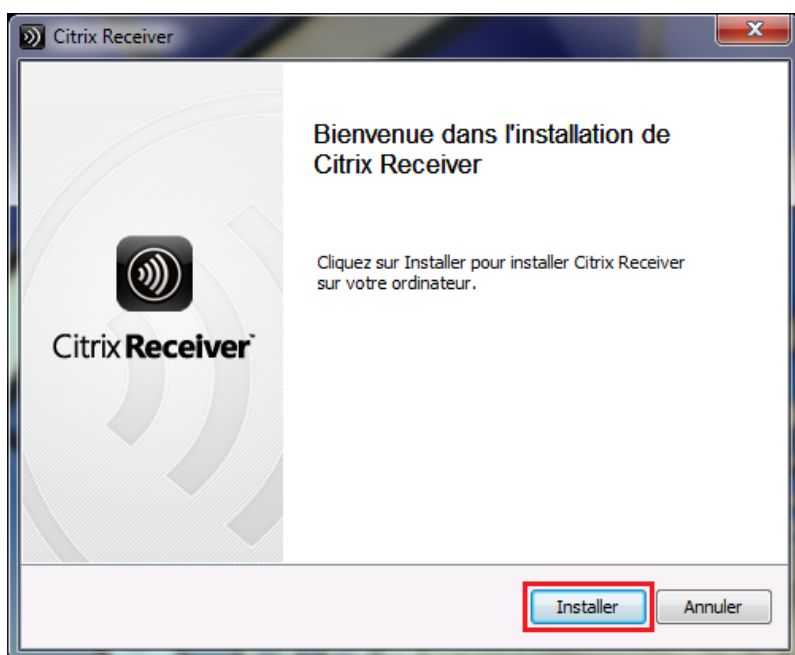 Citrix Receiver
Bienvenue dans l'installation de
Citrix Receiver
Cliquez sur Installer pour installer Citrix Receiver
sur votre ordinateur.
Citrix Receiver™
Installer
Annuler